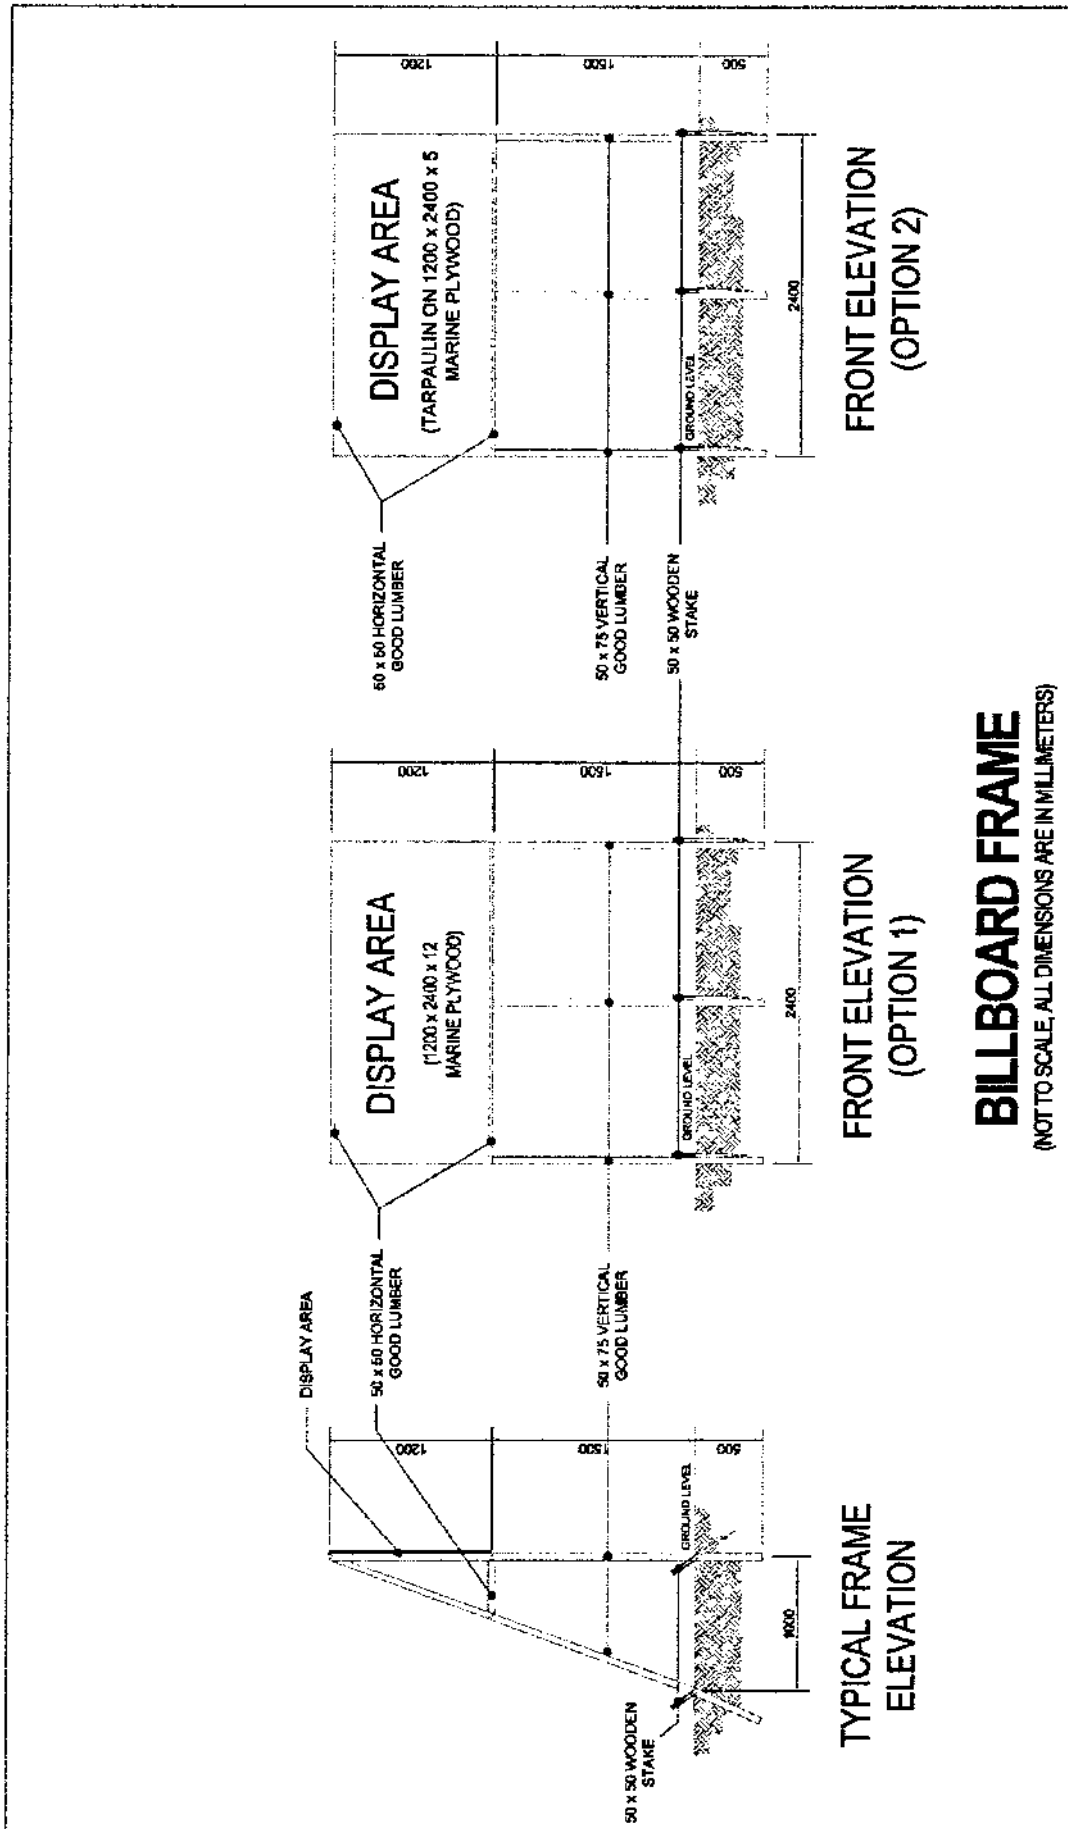 DISPLAY AREA
50 x 50 HORIZONTAL
GOOD LUMBER
50 x 75 VERTICAL
GOOD LUMBER
50 x 50 WOODEN
STAKE
GROUND LEVEL
1200
1500
500
1000
TYPICAL FRAME
ELEVATION
DISPLAY AREA
(1200 x 2400 x 12
MARINE PLYWOOD)
GROUND LEVEL
1200
1500
500
2400
FRONT ELEVATION
(OPTION 1)
50 x 50 HORIZONTAL
GOOD LUMBER
50 x 75 VERTICAL
GOOD LUMBER
50 x 50 WOODEN
STAKE
DISPLAY AREA
(TARPAULIN ON 1200 x 2400 x 5
MARINE PLYWOOD)
GROUND LEVEL
1200
1500
500
2400
FRONT ELEVATION
(OPTION 2)
BILLBOARD FRAME
(NOT TO SCALE, ALL DIMENSIONS ARE IN MILLIMETERS)